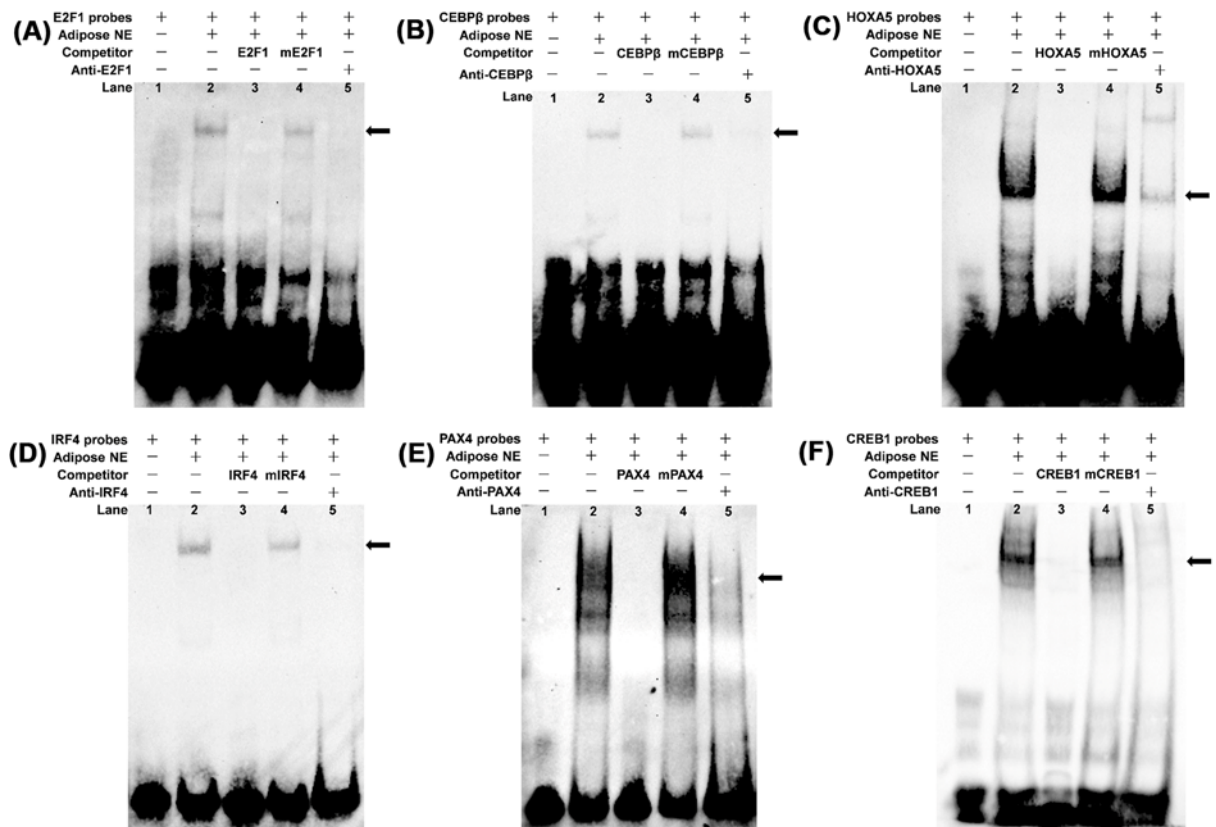 (A)
E2F1 probes + + + + +
Adipose NE − + + + +
Competitor − − E2F1 mE2F1 −
Anti-E2F1 − − − − +
Lane 1 2 3 4 5
(B)
CEBPβ probes + + + + +
Adipose NE − + + + +
Competitor − − CEBPβ mCEBPβ −
Anti-CEBPβ − − − − +
Lane 1 2 3 4 5
(C)
HOXA5 probes + + + + +
Adipose NE − + + + +
Competitor − − HOXA5 mHOXA5 −
Anti-HOXA5 − − − − +
Lane 1 2 3 4 5
(D)
IRF4 probes + + + + +
Adipose NE − + + + +
Competitor − − IRF4 mIRF4 −
Anti-IRF4 − − − − +
Lane 1 2 3 4 5
(E)
PAX4 probes + + + + +
Adipose NE − + + + +
Competitor − − PAX4 mPAX4 −
Anti-PAX4 − − − − +
Lane 1 2 3 4 5
(F)
CREB1 probes + + + + +
Adipose NE − + + + +
Competitor − − CREB1 mCREB1 −
Anti-CREB1 − − − − +
Lane 1 2 3 4 5